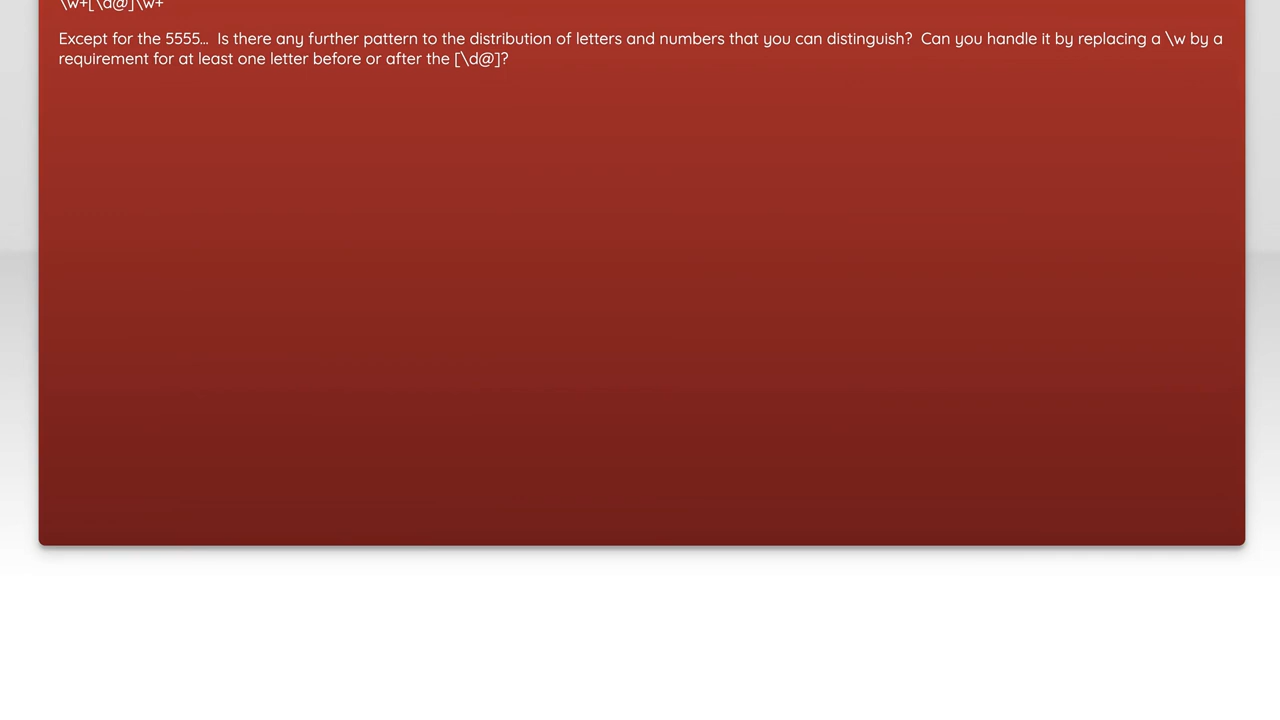 \w+[\d@]\w+
Except for the 5555... Is there any further pattern to the distribution of letters and numbers that you can distinguish? Can you handle it by replacing a \w by a
requirement for at least one letter before or after the [\d@]?